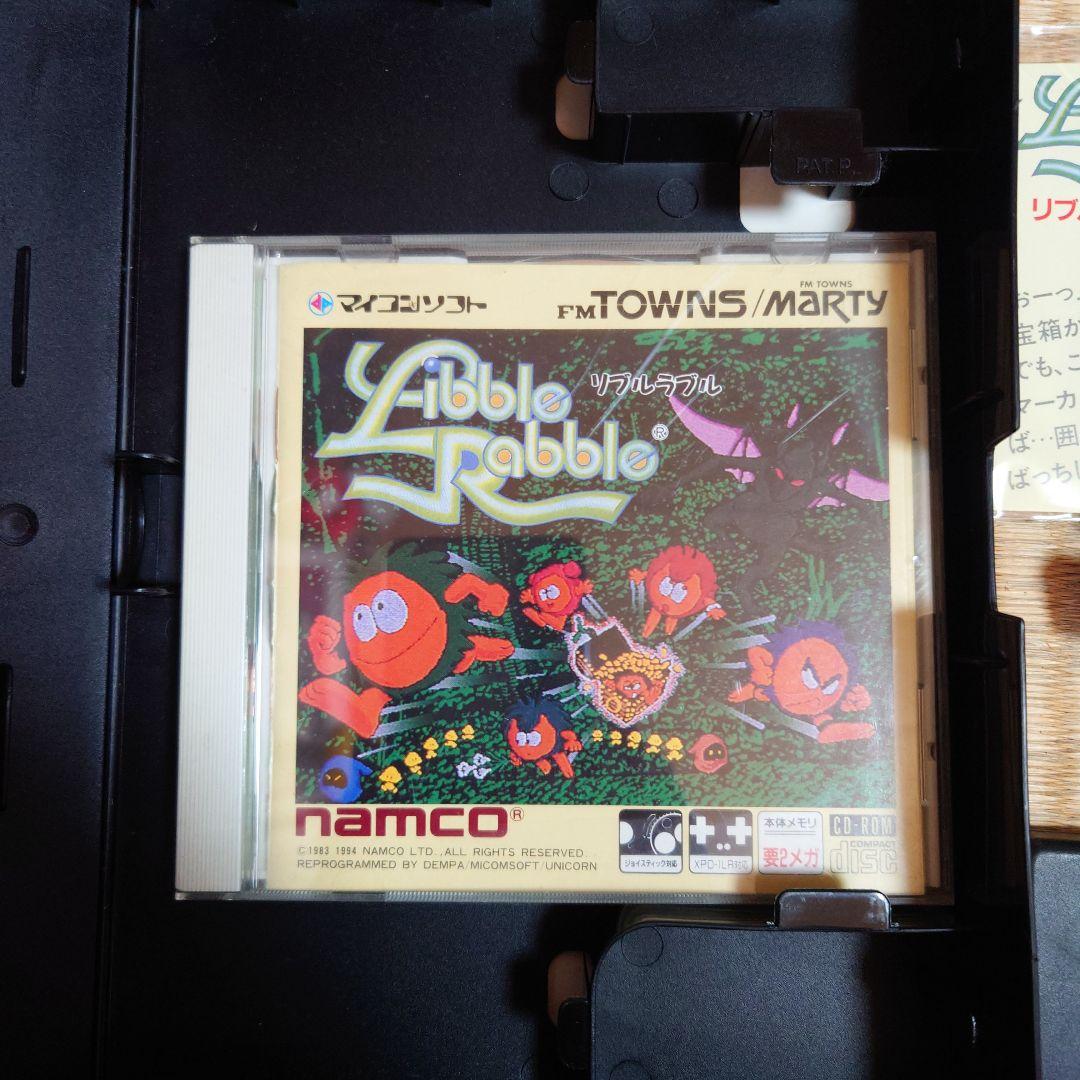 PAT.P.
マイコンソフト
FM TOWNS/
FM TOWNS
MARTY
Libble
Rabble®
リブルラブル
namco®
©1983 1994 NAMCO LTD.,ALL RIGHTS RESERVED.
REPROGRAMMED BY DEMPA/MICOMSOFT/UNICORN
ジョイスティック対応
XPD-1LR対応
本体メモリ
要2メガ
CD-ROM
COMPACT
disc
リブ
おーっ
宝箱が
でも、こ
マーカ
ば…囲
ばっちり